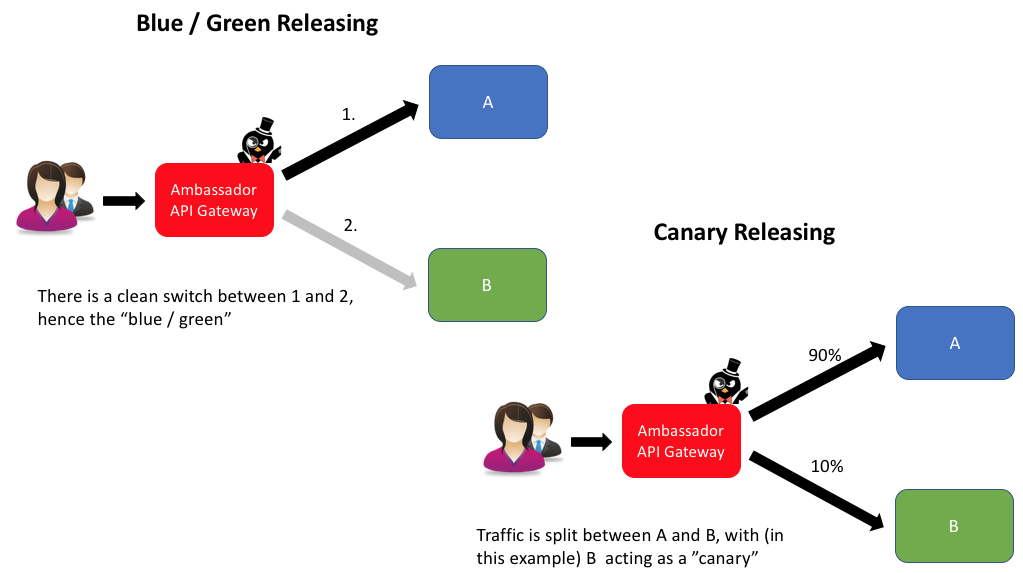 Blue / Green Releasing
1.
A
Ambassador
API Gateway
2.
B
There is a clean switch between 1 and 2,
hence the “blue / green”
Canary Releasing
90%
A
Ambassador
API Gateway
10%
B
Traffic is split between A and B, with (in
this example) B  acting as a ”canary”